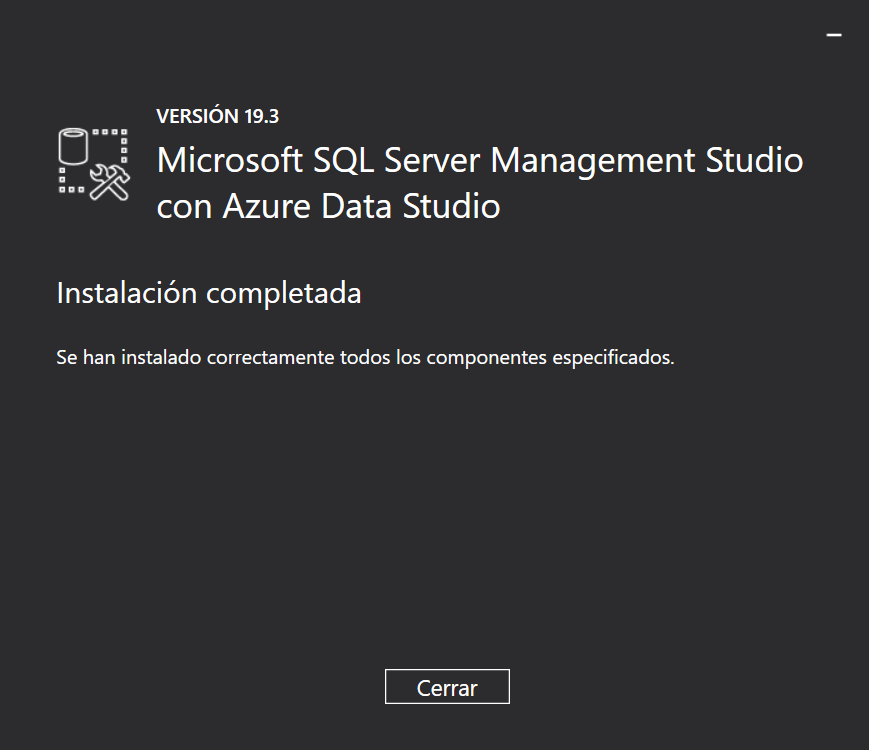 VERSIÓN 19.3
Microsoft SQL Server Management Studio
con Azure Data Studio
Instalación completada
Se han instalado correctamente todos los componentes especificados.
Cerrar